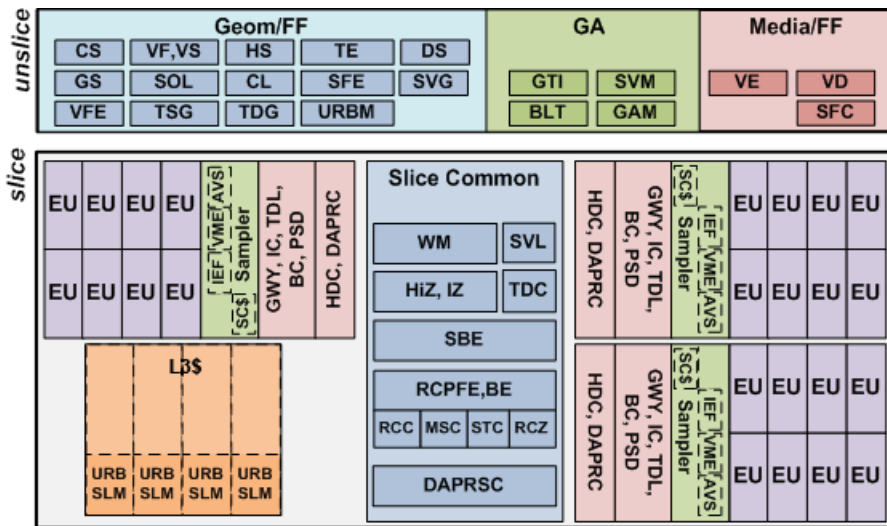 unslice
Geom/FF
CS
VF,VS
HS
TE
DS
GS
SOL
CL
SFE
SVG
VFE
TSG
TDG
URBM
GA
GTI
SVM
BLT
GAM
Media/FF
VE
VD
SFC
slice
EU EU EU EU
EU EU EU EU
IEF VME AVS
SC$ Sampler
GWY, IC, TDL,
BC, PSD
HDC, DAPRC
L3$
URB URB URB URB
SLM SLM SLM SLM
Slice Common
WM
SVL
HiZ, IZ
TDC
SBE
RCPFE,BE
RCC
MSC
STC
RCZ
DAPRSC
HDC, DAPRC
GWY, IC, TDL,
BC, PSD
SC$ Sampler
IEF VME AVS
EU EU EU EU
EU EU EU EU
HDC, DAPRC
GWY, IC, TDL,
BC, PSD
SC$ Sampler
IEF VME AVS
EU EU EU EU
EU EU EU EU